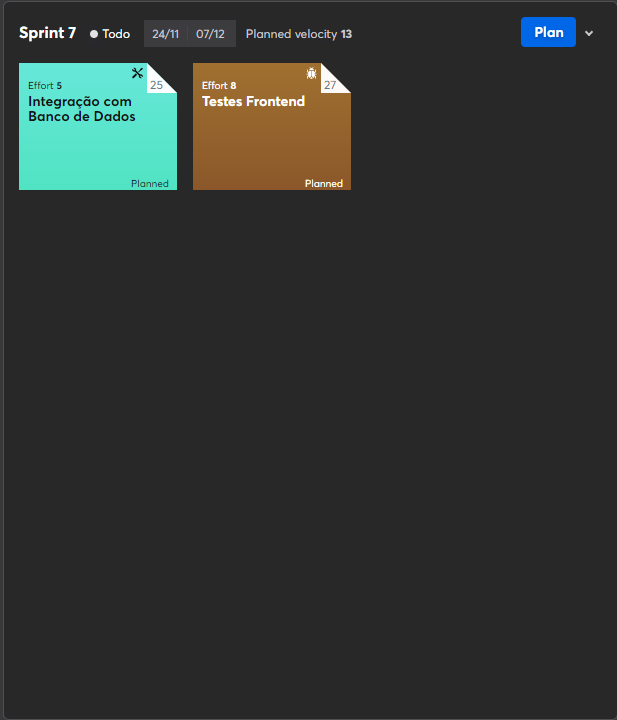 Sprint 7 Todo 24/11 07/12 Planned velocity 13 Plan
25
Effort 5
Integração com
Banco de Dados
Planned
27
Effort 8
Testes Frontend
Planned